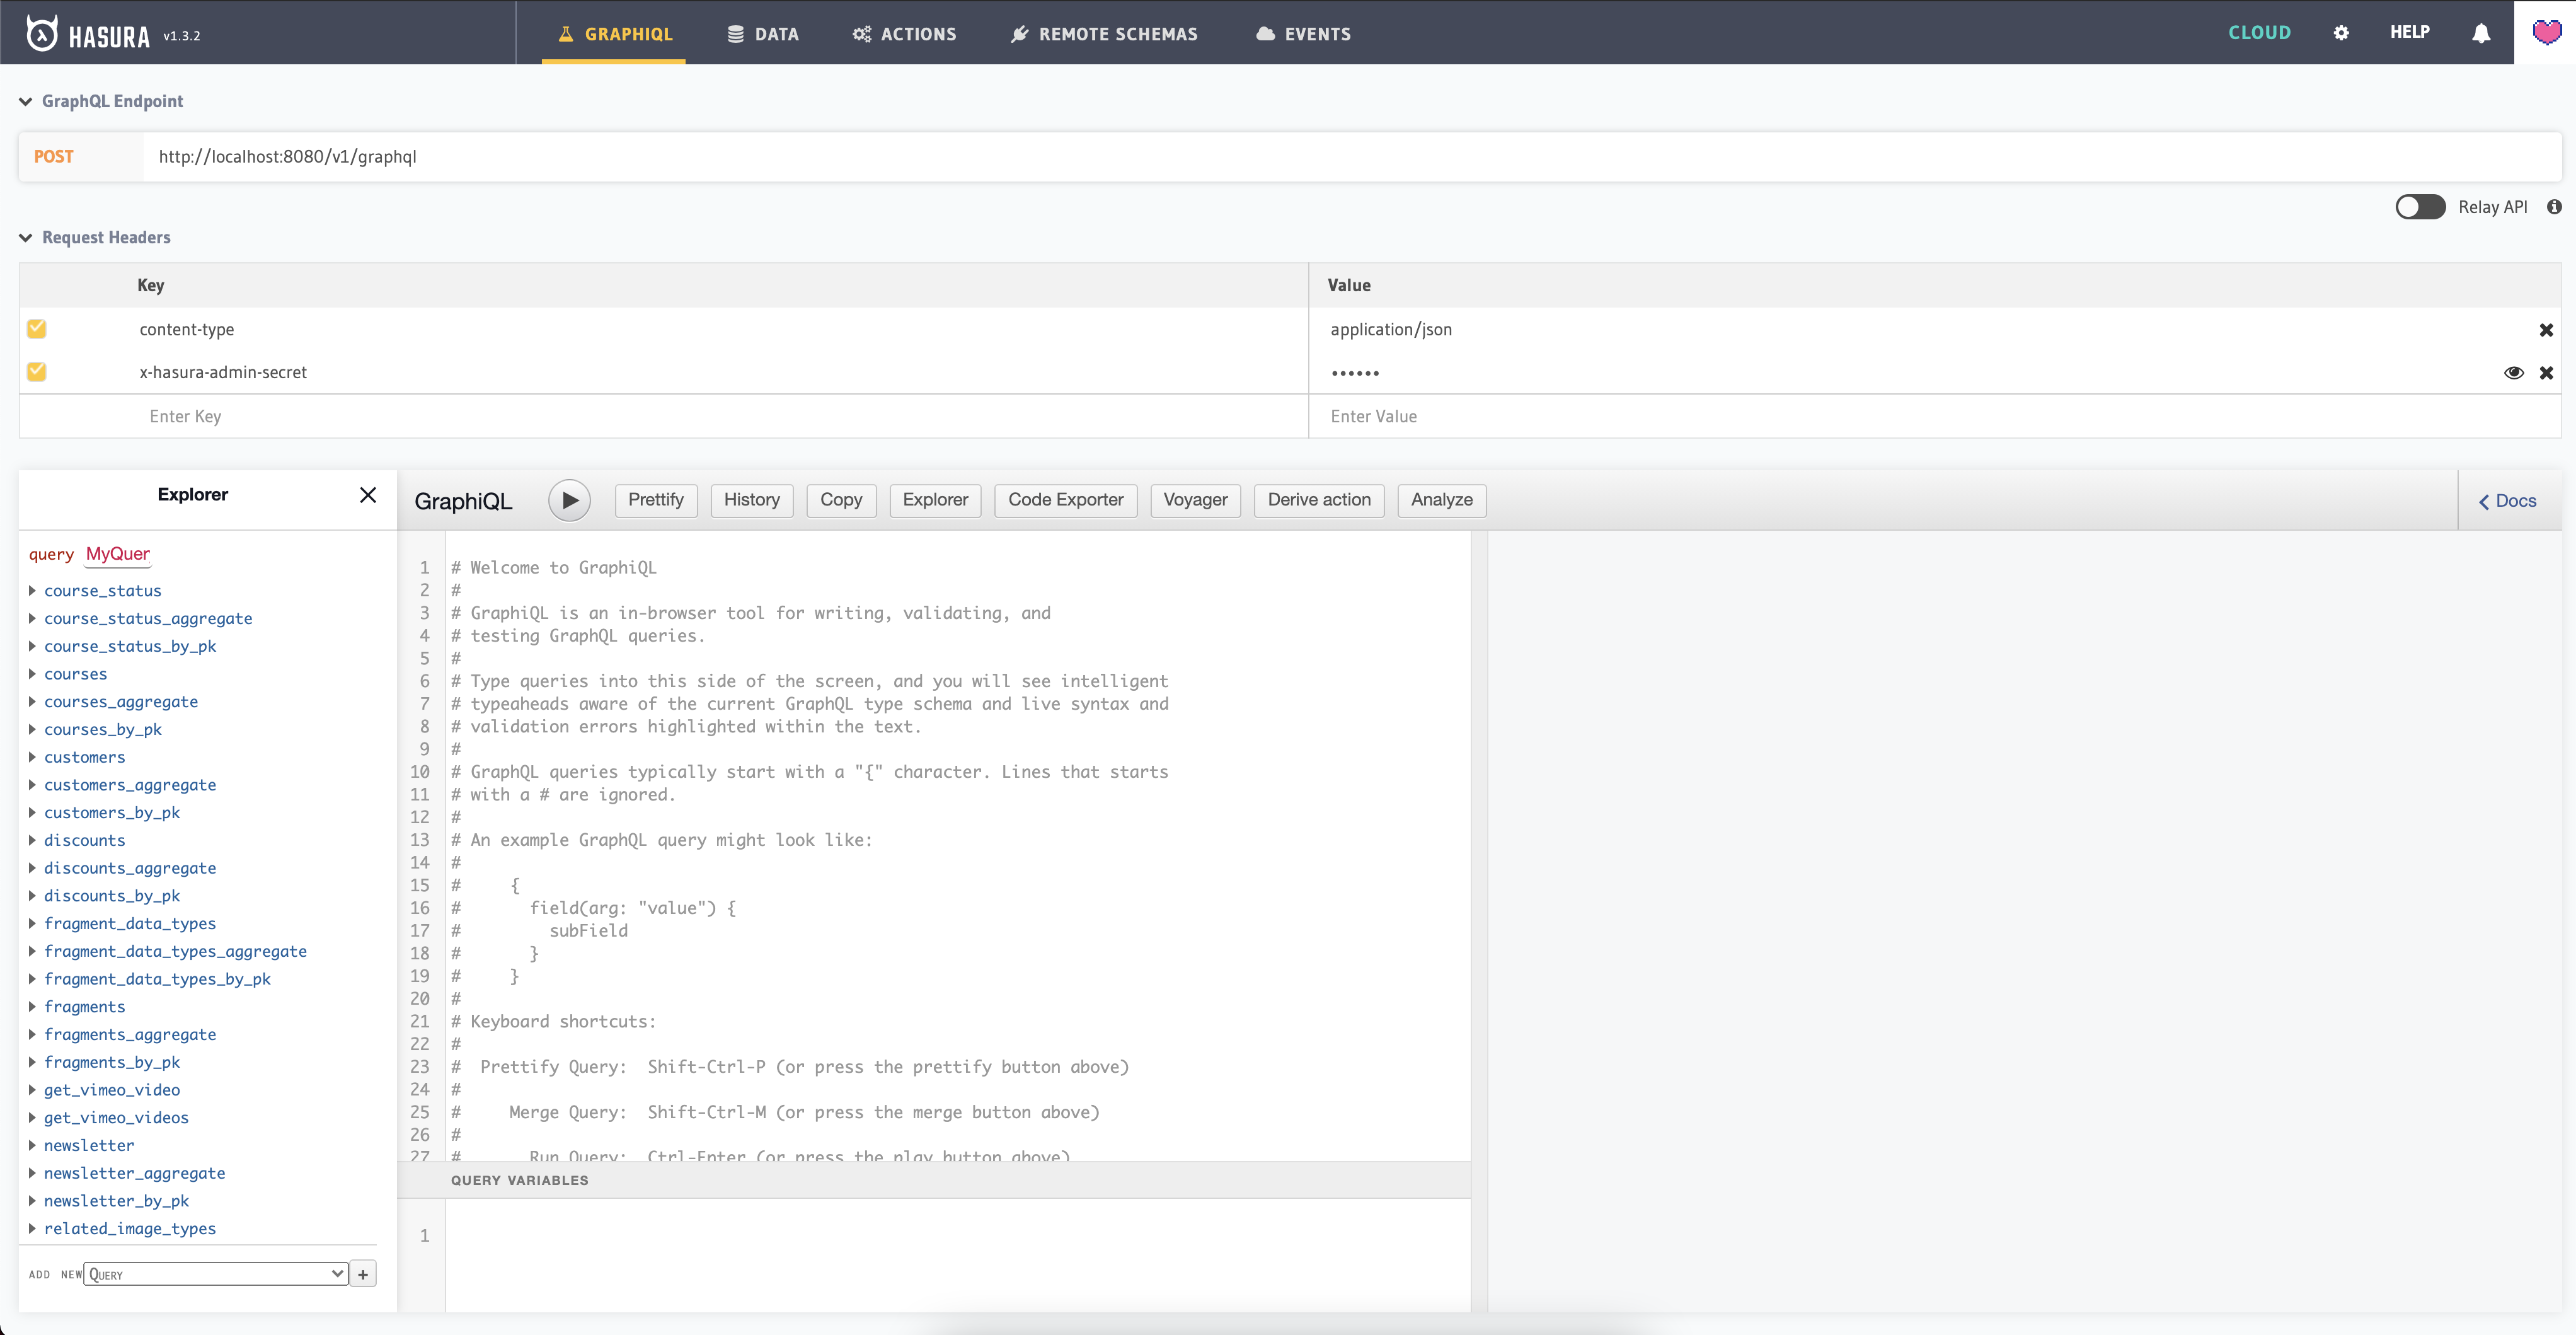 HASURA v1.3.2 GRAPHIQL DATA ACTIONS REMOTE SCHEMAS EVENTS CLOUD HELP
GraphQL Endpoint
POST http://localhost:8080/v1/graphql
Relay API
Request Headers
Key Value
content-type application/json
x-hasura-admin-secret ••••••
Enter Key Enter Value
Explorer
GraphiQL Prettify History Copy Explorer Code Exporter Voyager Derive action Analyze Docs
query MyQuer
course_status
course_status_aggregate
course_status_by_pk
courses
courses_aggregate
courses_by_pk
customers
customers_aggregate
customers_by_pk
discounts
discounts_aggregate
discounts_by_pk
fragment_data_types
fragment_data_types_aggregate
fragment_data_types_by_pk
fragments
fragments_aggregate
fragments_by_pk
get_vimeo_video
get_vimeo_videos
newsletter
newsletter_aggregate
newsletter_by_pk
related_image_types
ADD NEW QUERY +
1 # Welcome to GraphiQL
2 #
3 # GraphiQL is an in-browser tool for writing, validating, and
4 # testing GraphQL queries.
5 #
6 # Type queries into this side of the screen, and you will see intelligent
7 # typeaheads aware of the current GraphQL type schema and live syntax and
8 # validation errors highlighted within the text.
9 #
10 # GraphQL queries typically start with a "{" character. Lines that starts
11 # with a # are ignored.
12 #
13 # An example GraphQL query might look like:
14 #
15 #     {
16 #       field(arg: "value") {
17 #         subField
18 #       }
19 #     }
20 #
21 # Keyboard shortcuts:
22 #
23 #  Prettify Query:  Shift-Ctrl-P (or press the prettify button above)
24 #
25 #     Merge Query:  Shift-Ctrl-M (or press the merge button above)
26 #
27 #       Run Query:  Ctrl-Enter (or press the play button above)
QUERY VARIABLES
1